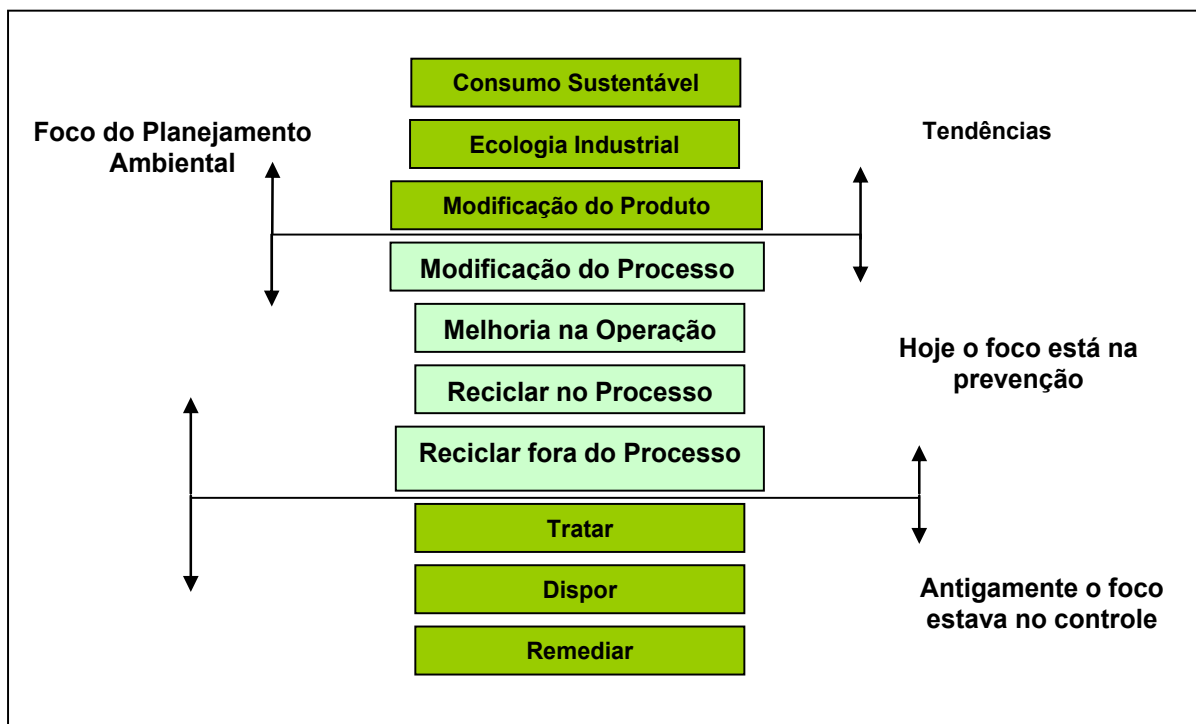 Consumo Sustentável
Foco do Planejamento
Ambiental
Ecologia Industrial
Tendências
Modificação do Produto
Modificação do Processo
Melhoria na Operação
Hoje o foco está na
prevenção
Reciclar no Processo
Reciclar fora do Processo
Tratar
Dispor
Antigamente o foco
estava no controle
Remediar